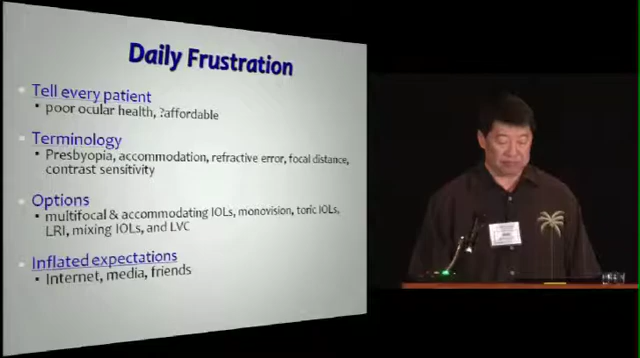 Daily Frustration
Tell every patient
poor ocular health, ?affordable
Terminology
Presbyopia, accommodation, refractive error, focal distance,
contrast sensitivity
Options
multifocal & accommodating IOLs, monovision, toric IOLs,
LRI, mixing IOLs, and LVC
Inflated expectations
Internet, media, friends